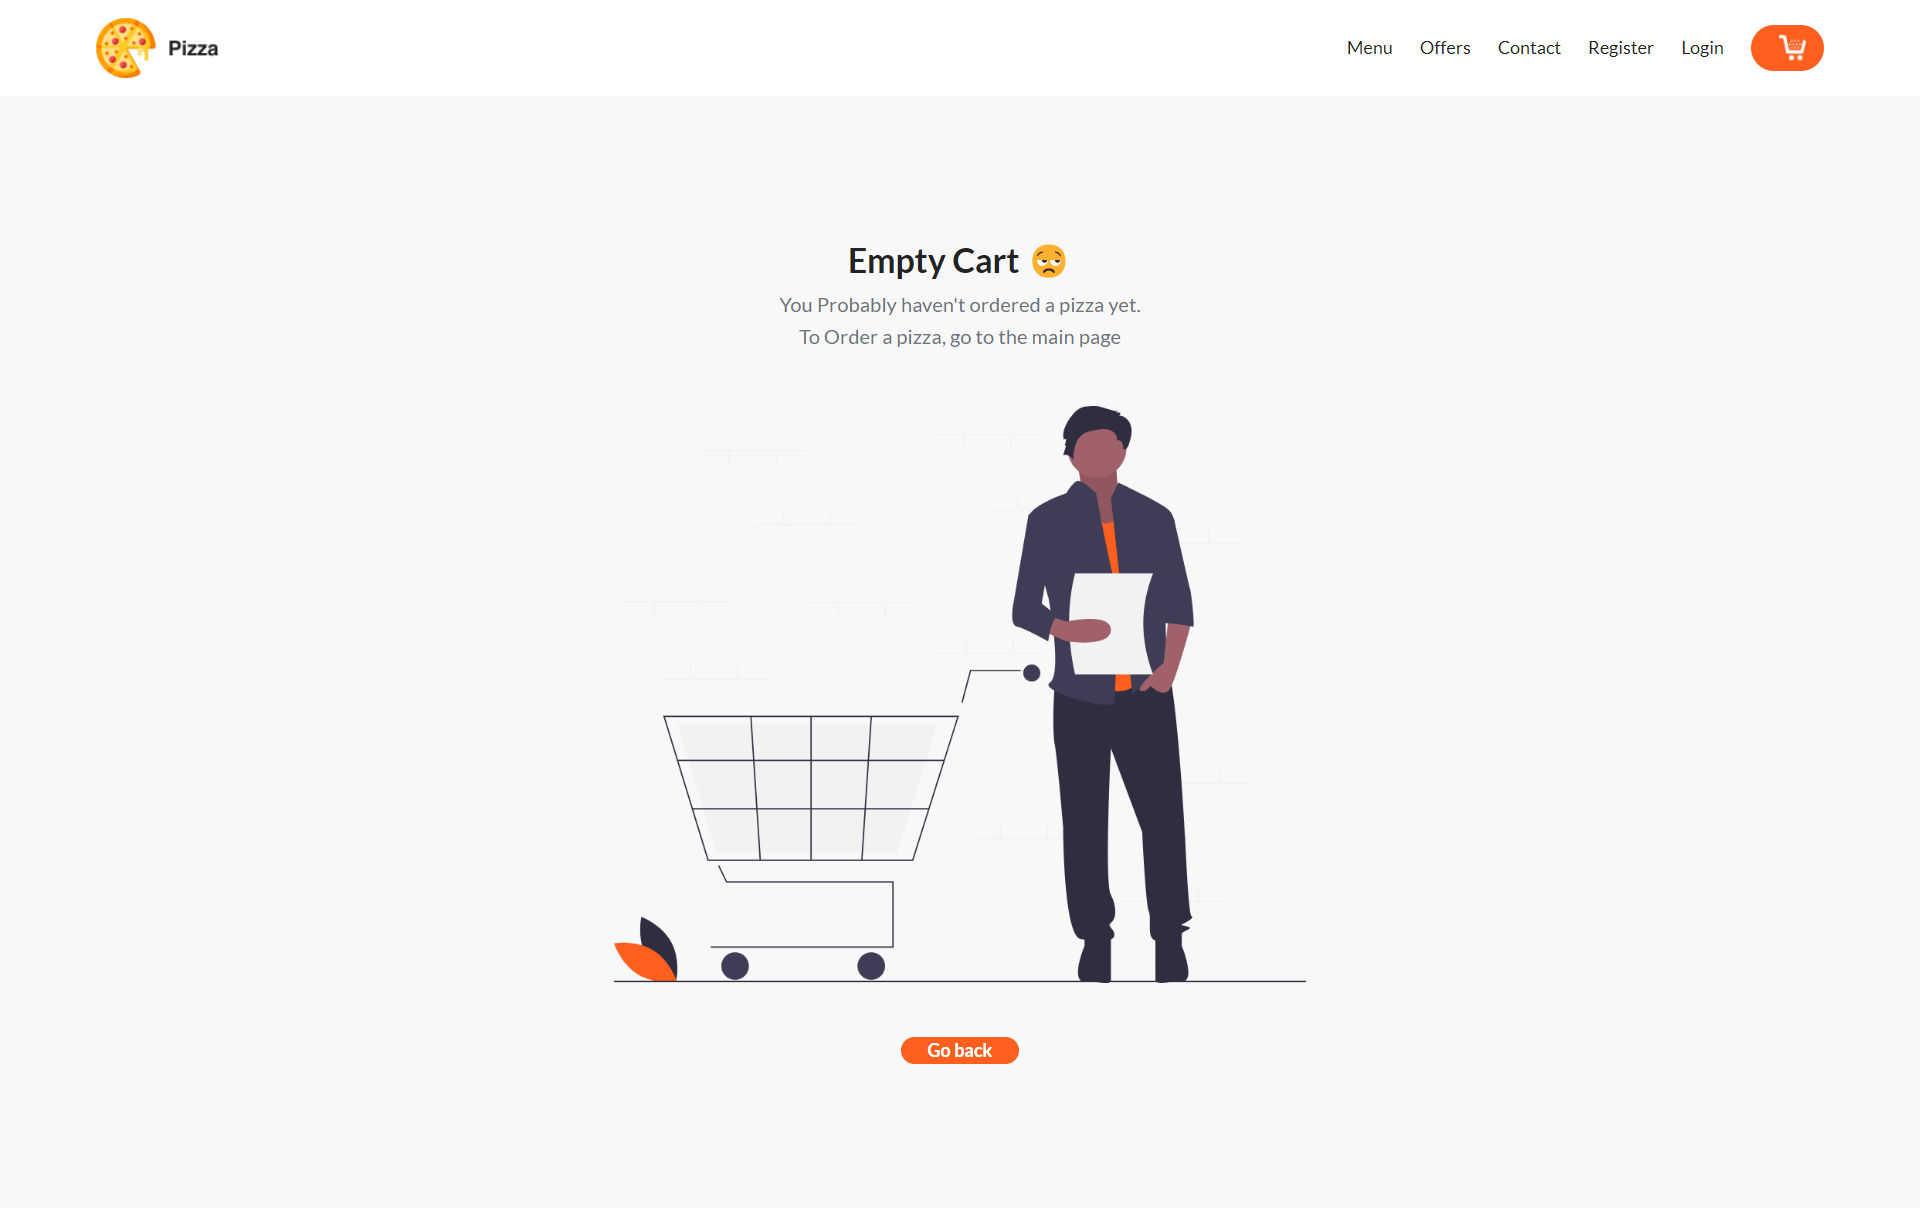 Pizza
Menu Offers Contact Register Login
Empty Cart 😩
You Probably haven't ordered a pizza yet.
To Order a pizza, go to the main page
Go back